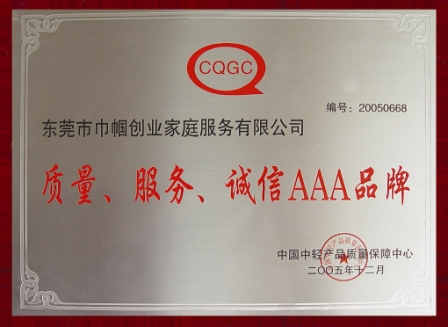 CQGC
编号：20050668
东莞市巾帼创业家庭服务有限公司
质量、服务、诚信AAA品牌
中国中轻产品质量保障中心
二〇〇五年十二月